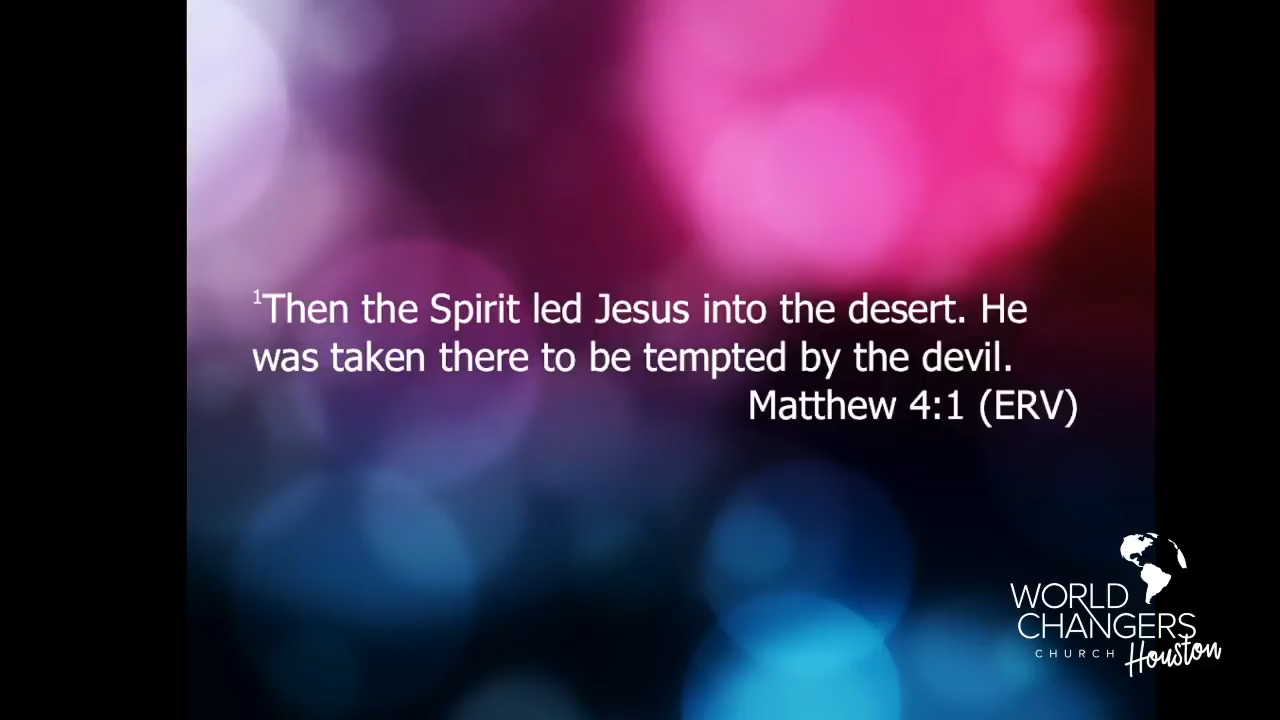 ¹Then the Spirit led Jesus into the desert. He
was taken there to be tempted by the devil.
Matthew 4:1 (ERV)
WORLD
CHANGERS
CHURCH Houston